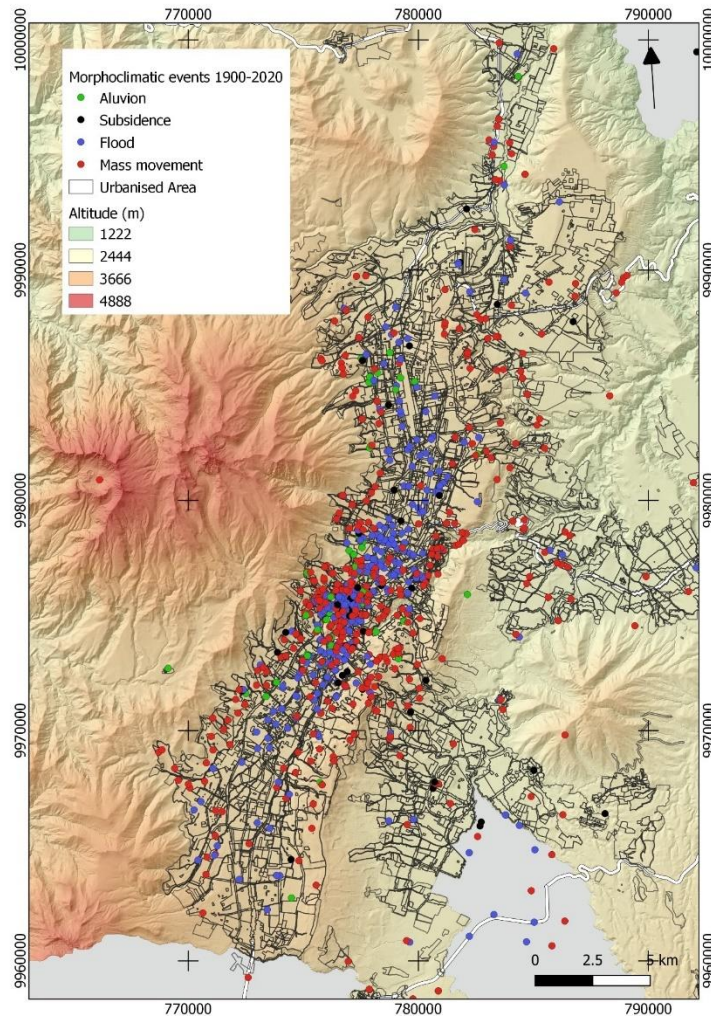 770000 780000 790000
10000000 10000000
Morphoclimatic events 1900-2020
Aluvion
Subsidence
Flood
Mass movement
Urbanised Area
Altitude (m)
1222
2444
3666
4888
9990000 9990000
9980000 9980000
9970000 9970000
9960000 9960000
0 2.5 5 km
770000 780000 790000